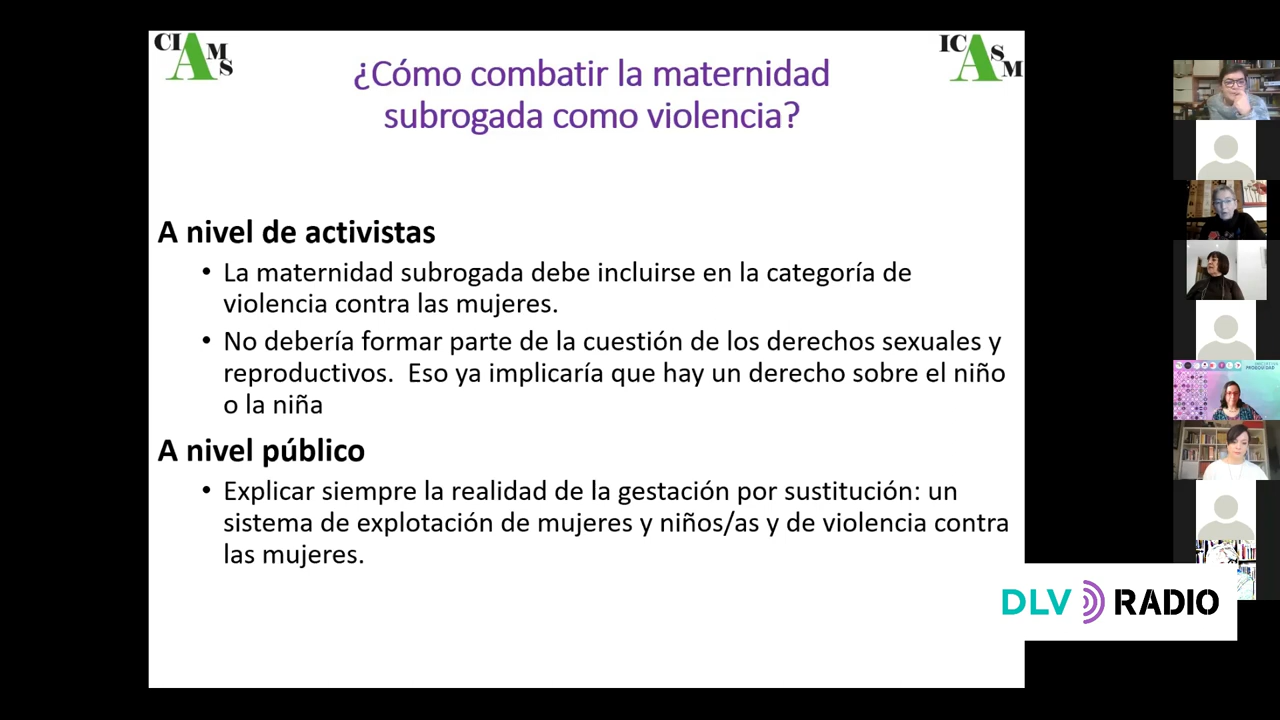 CIAMS
ICASM
¿Cómo combatir la maternidad
subrogada como violencia?
A nivel de activistas
• La maternidad subrogada debe incluirse en la categoría de
violencia contra las mujeres.
• No debería formar parte de la cuestión de los derechos sexuales y
reproductivos.  Eso ya implicaría que hay un derecho sobre el niño
o la niña
A nivel público
• Explicar siempre la realidad de la gestación por sustitución: un
sistema de explotación de mujeres y niños/as y de violencia contra
las mujeres.
DLV RADIO